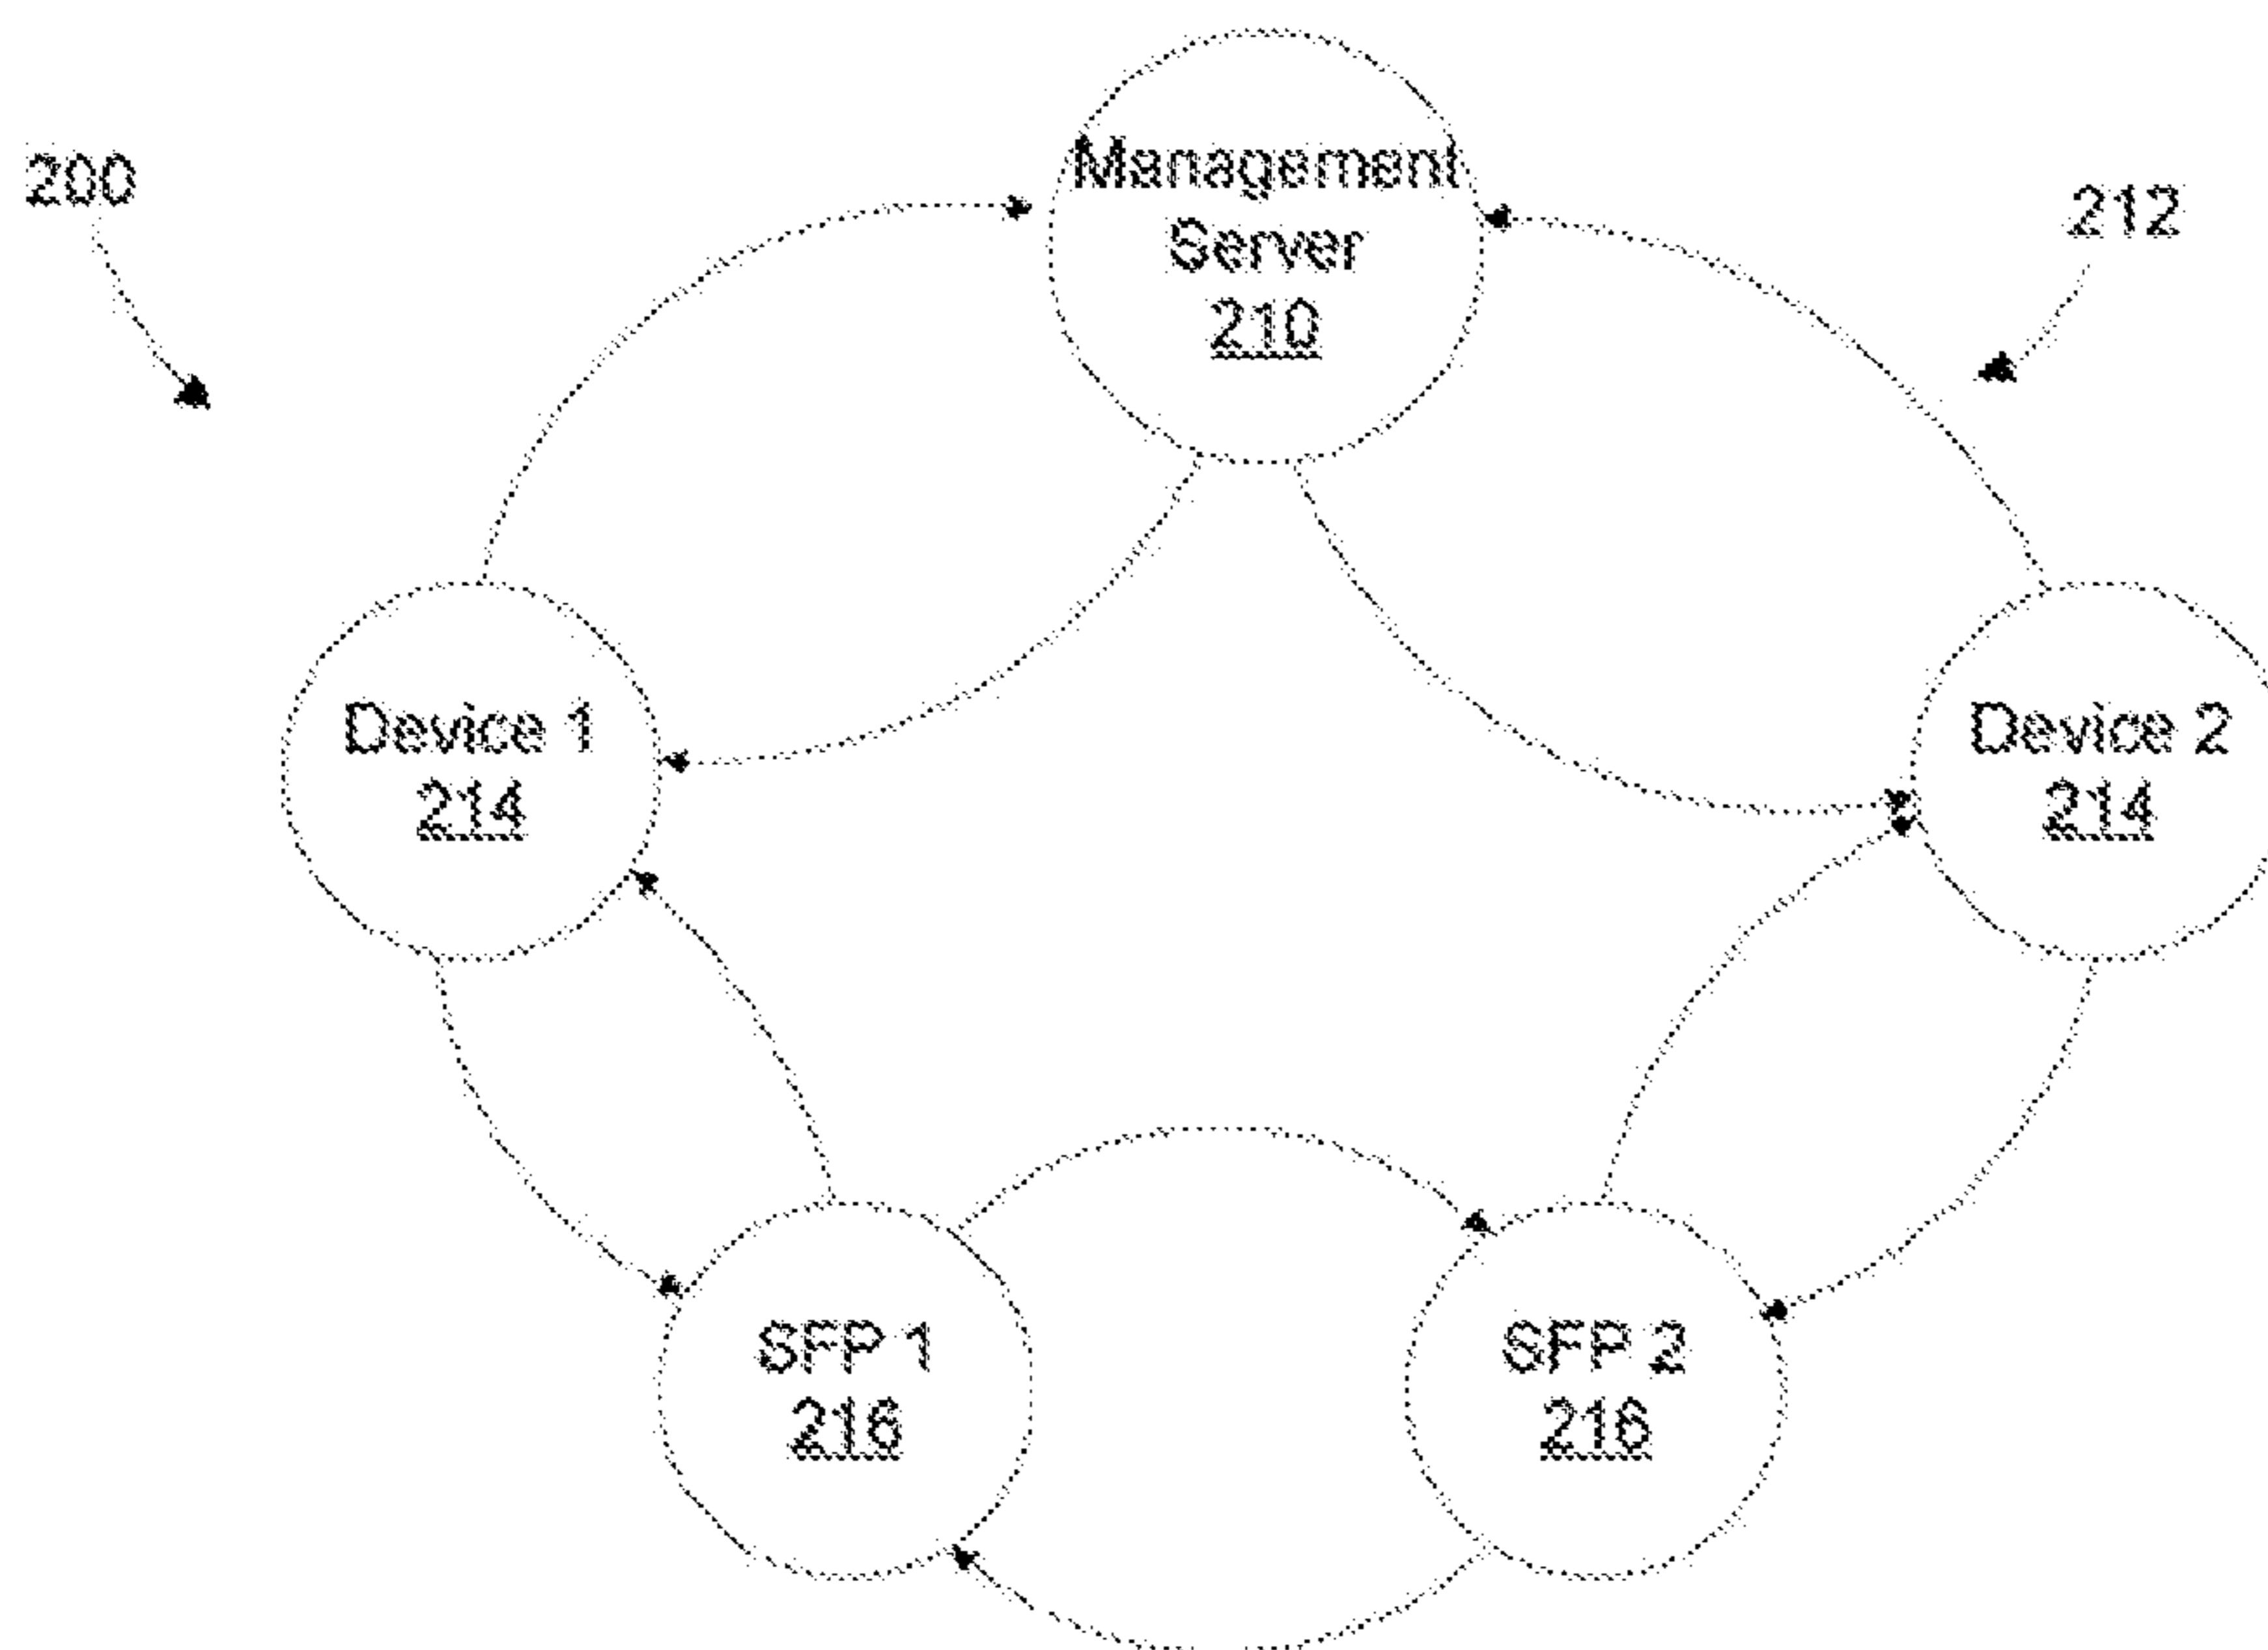 200
Management
Server
210
212
Device 1
214
Device 2
214
SFP 1
216
SFP 2
216